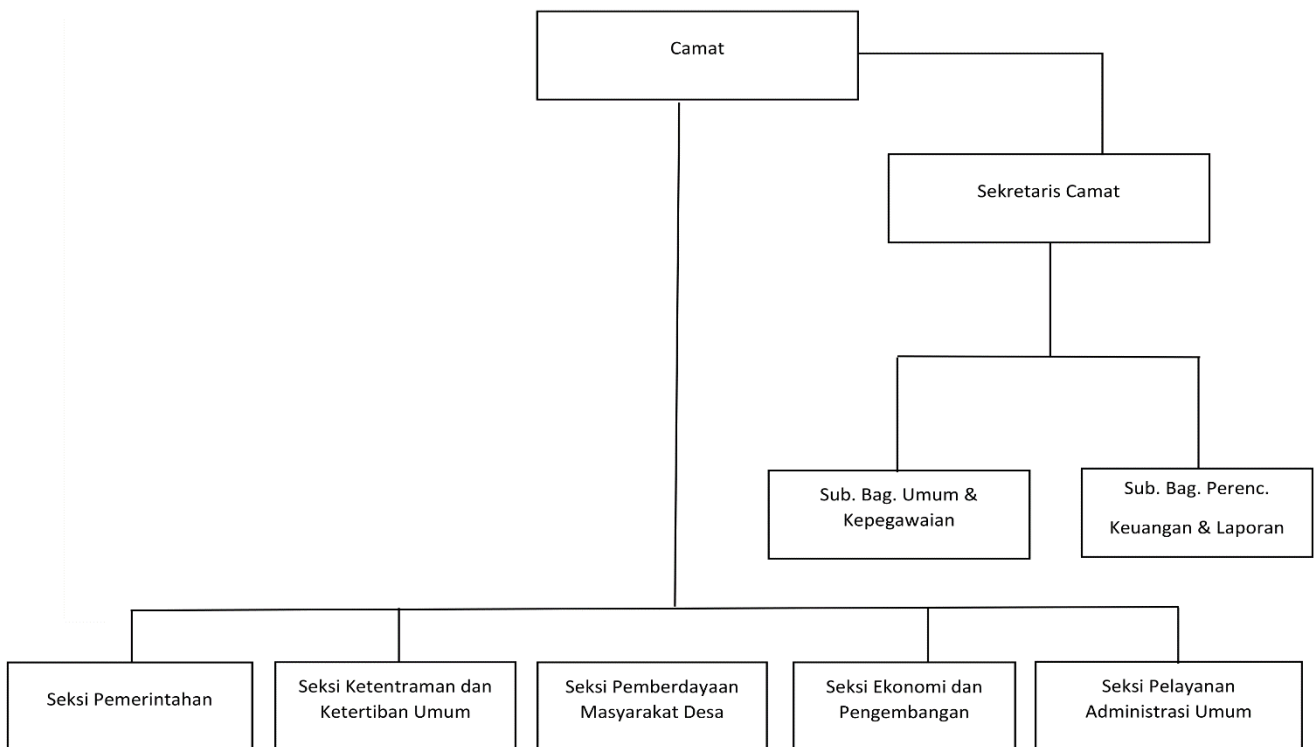 Camat
Sekretaris Camat
Sub. Bag. Umum &
Kepegawaian
Sub. Bag. Perenc.
Keuangan & Laporan
Seksi Pemerintahan
Seksi Ketentraman dan
Ketertiban Umum
Seksi Pemberdayaan
Masyarakat Desa
Seksi Ekonomi dan
Pengembangan
Seksi Pelayanan
Administrasi Umum